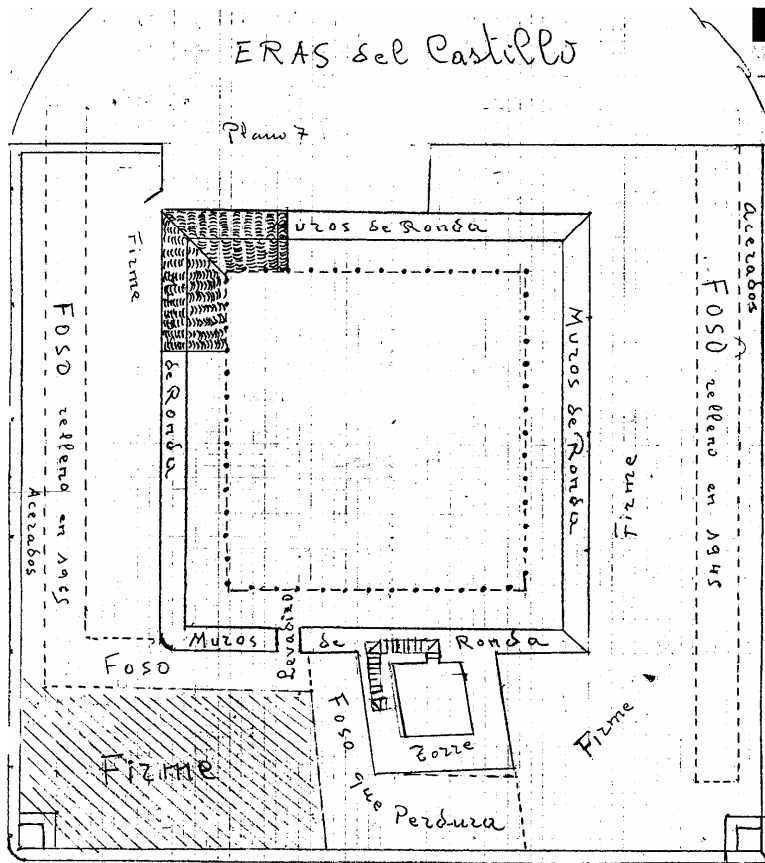 ERAS del Castillo
Plano 7
uros de Ronda
Acerados
Firme
FOSO relleno en 1945
FOSO relleno en 1945
Muros de Ronda
de Ronda
Firme
Acerados
Levadizo
Muros de Ronda
Foso
Firme
Foso que Perdura
Torre
Firme